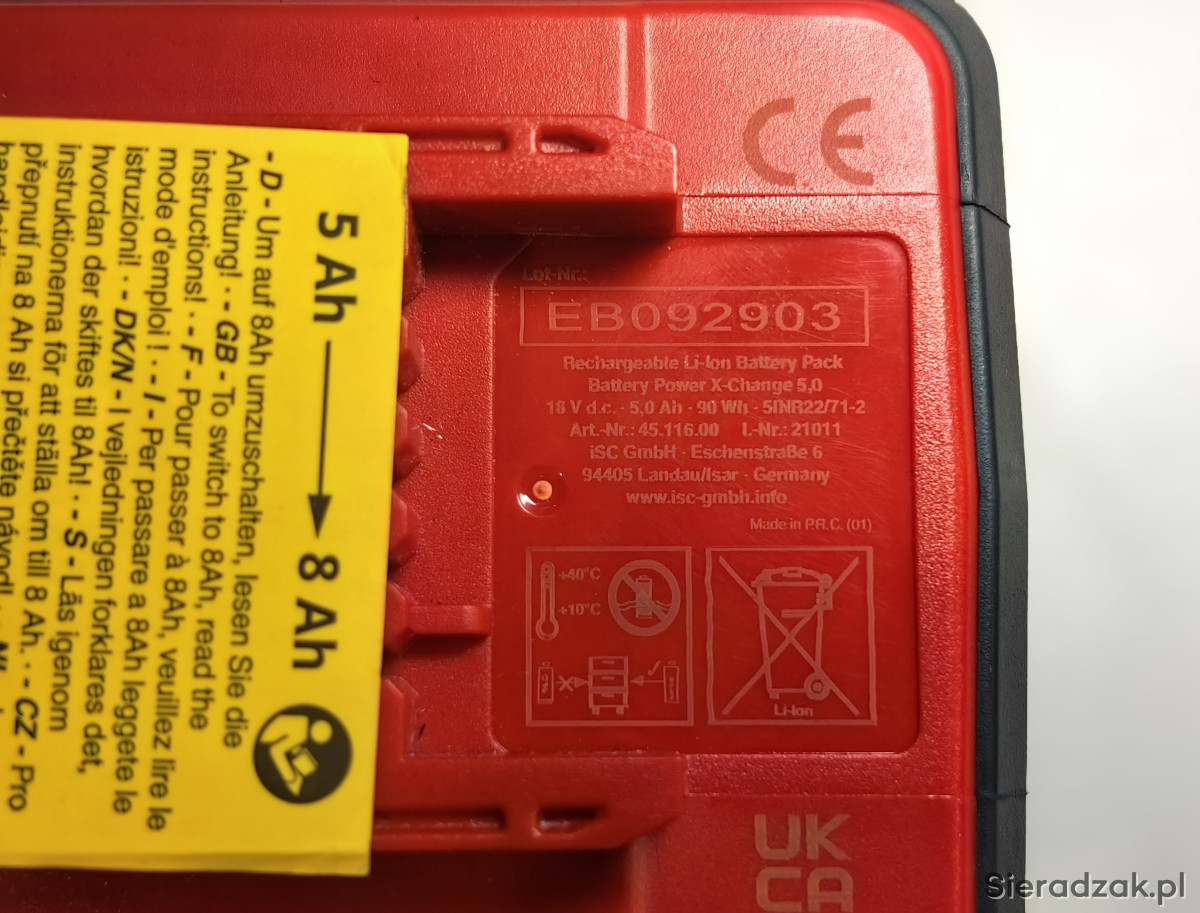 5 Ah → 8 Ah
- D - Um auf 8Ah umzuschalten, lesen Sie die
Anleitung! · - GB - To switch to 8Ah, read the
instructions! · - F - Pour passer à 8Ah, veuillez lire le
mode d'emploi ! · - I - Per passare a 8Ah leggete le
istruzioni! · - DK/N - I vejledningen forklares det,
hvordan der skiftes til 8Ah! · - S - Läs igenom
instruktionerna för att ställa om till 8 Ah. · - CZ - Pro
přepnutí na 8 Ah si přečtěte návod!
CE
Lot-Nr.:
EB092903
Rechargeable Li-Ion Battery Pack
Battery Power X-Change 5,0
18 V d.c. · 5,0 Ah · 90 Wh · 5INR22/71-2
Art.-Nr.: 45.116.00 I.-Nr.: 21011
iSC GmbH · Eschenstraße 6
94405 Landau/Isar · Germany
www.isc-gmbh.info
Made in P.R.C. (01)
+40°C
+10°C
Li-Ion
UK
CA
Sieradzak.pl